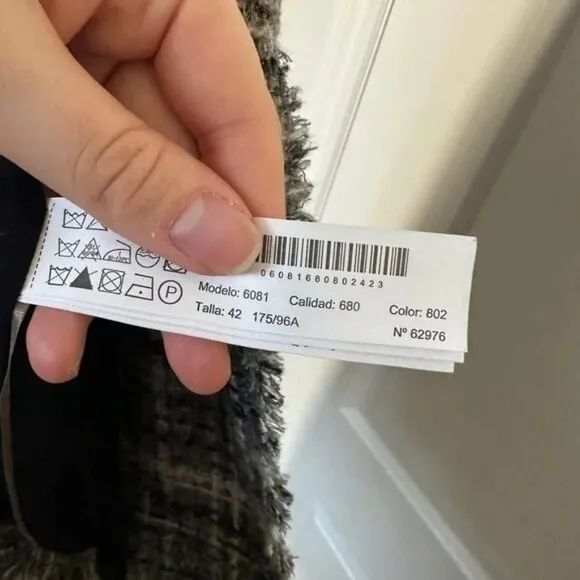 06081680802423
Modelo: 6081 Calidad: 680 Color: 802
Talla: 42 175/96A Nº 62976
P